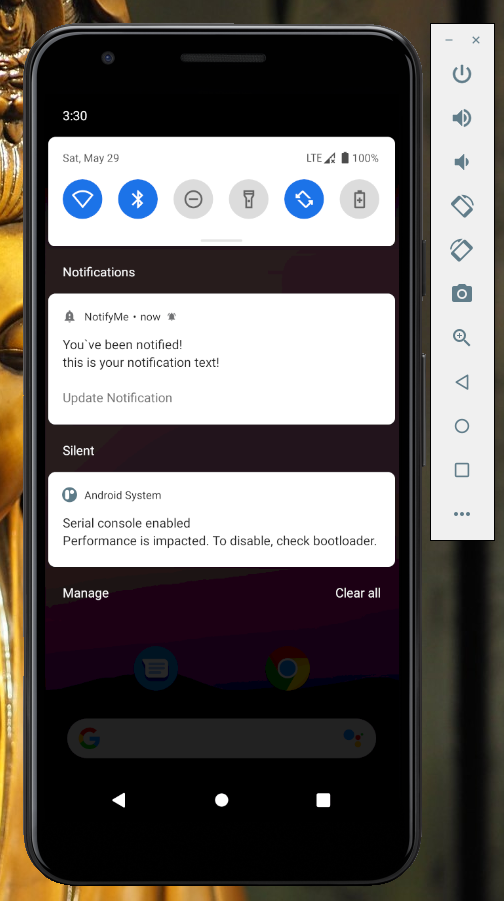 3:30
Sat, May 29 LTE 100%
Notifications
NotifyMe • now
You`ve been notified!
this is your notification text!
Update Notification
Silent
Android System
Serial console enabled
Performance is impacted. To disable, check bootloader.
Manage Clear all